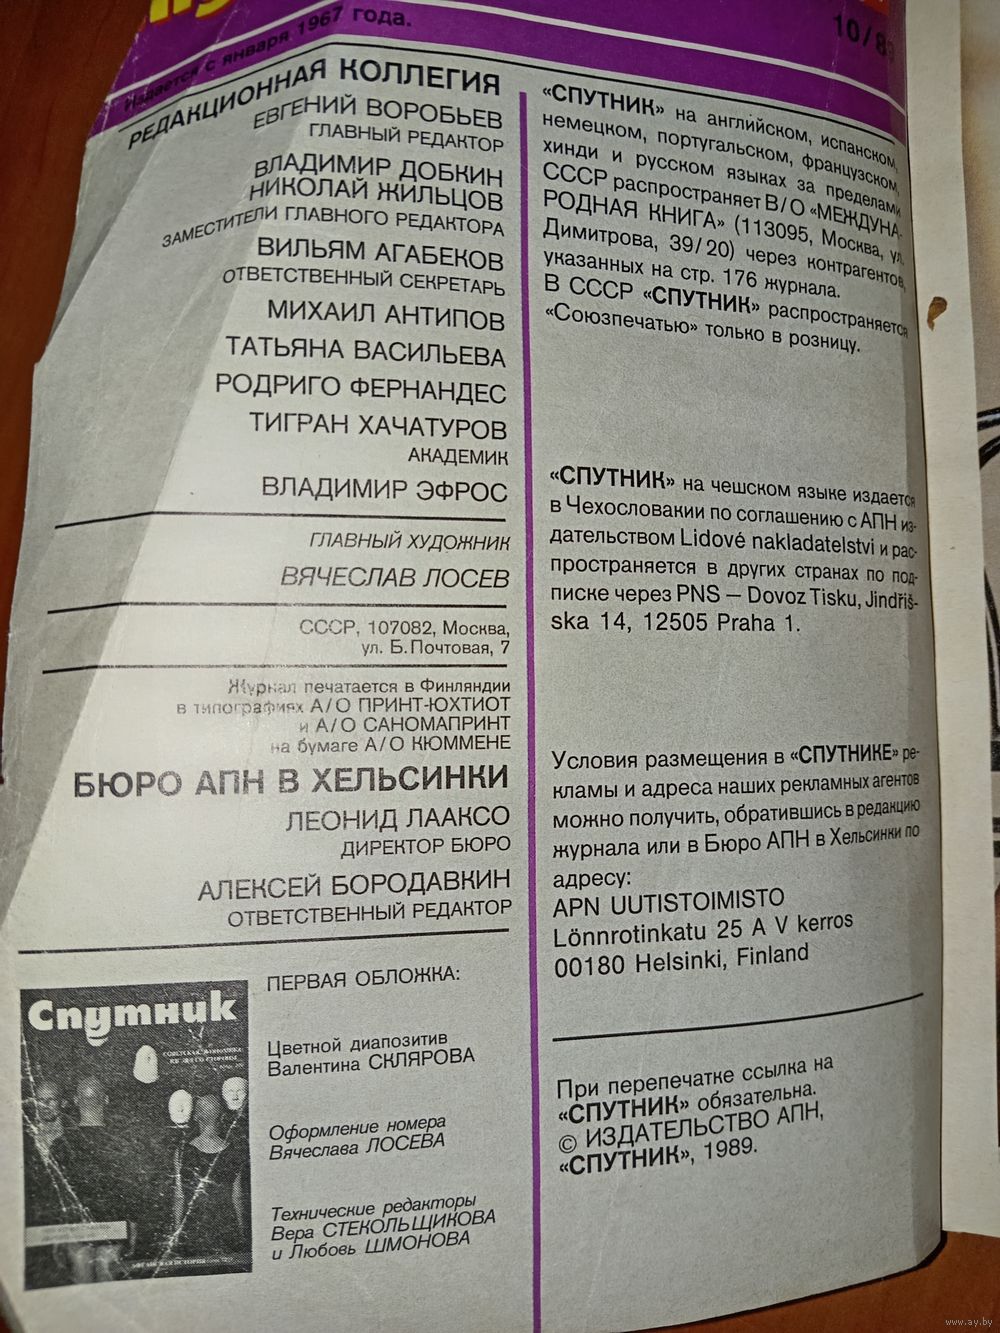 Издается с января 1967 года.
10/89
РЕДАКЦИОННАЯ КОЛЛЕГИЯ
ЕВГЕНИЙ ВОРОБЬЕВ
ГЛАВНЫЙ РЕДАКТОР
ВЛАДИМИР ДОБКИН
НИКОЛАЙ ЖИЛЬЦОВ
ЗАМЕСТИТЕЛИ ГЛАВНОГО РЕДАКТОРА
ВИЛЬЯМ АГАБЕКОВ
ОТВЕТСТВЕННЫЙ СЕКРЕТАРЬ
МИХАИЛ АНТИПОВ
ТАТЬЯНА ВАСИЛЬЕВА
РОДРИГО ФЕРНАНДЕС
ТИГРАН ХАЧАТУРОВ
АКАДЕМИК
ВЛАДИМИР ЭФРОС
ГЛАВНЫЙ ХУДОЖНИК
ВЯЧЕСЛАВ ЛОСЕВ
СССР, 107082, Москва,
ул. Б. Почтовая, 7
Журнал печатается в Финляндии
в типографиях А/О ПРИНТ-ЮХТИОТ
и А/О САНОМАПРИНТ
на бумаге А/О КЮММЕНЕ
БЮРО АПН В ХЕЛЬСИНКИ
ЛЕОНИД ЛААКСО
ДИРЕКТОР БЮРО
АЛЕКСЕЙ БОРОДАВКИН
ОТВЕТСТВЕННЫЙ РЕДАКТОР
Спутник
ПЕРВАЯ ОБЛОЖКА:
Цветной диапозитив
Валентина СКЛЯРОВА
Оформление номера
Вячеслава ЛОСЕВА
Технические редакторы
Вера СТЕКОЛЬЩИКОВА
и Любовь ШМОНОВА
«СПУТНИК» на английском, испанском,
немецком, португальском, французском,
хинди и русском языках за пределами
СССР распространяет В/О «МЕЖДУНА-
РОДНАЯ КНИГА» (113095, Москва, ул.
Димитрова, 39/20) через контрагентов,
указанных на стр. 176 журнала.
В СССР «СПУТНИК» распространяется
«Союзпечатью» только в розницу.
«СПУТНИК» на чешском языке издается
в Чехословакии по соглашению с АПН из-
дательством Lidové nakladatelstvi и рас-
пространяется в других странах по под-
писке через PNS — Dovoz Tisku, Jindřiš-
ska 14, 12505 Praha 1.
Условия размещения в «СПУТНИКЕ» ре-
кламы и адреса наших рекламных агентов
можно получить, обратившись в редакцию
журнала или в Бюро АПН в Хельсинки по
адресу:
APN UUTISTOIMISTO
Lönnrotinkatu 25 A V kerros
00180 Helsinki, Finland
При перепечатке ссылка на
«СПУТНИК» обязательна.
© ИЗДАТЕЛЬСТВО АПН,
«СПУТНИК», 1989.
www.ay.by